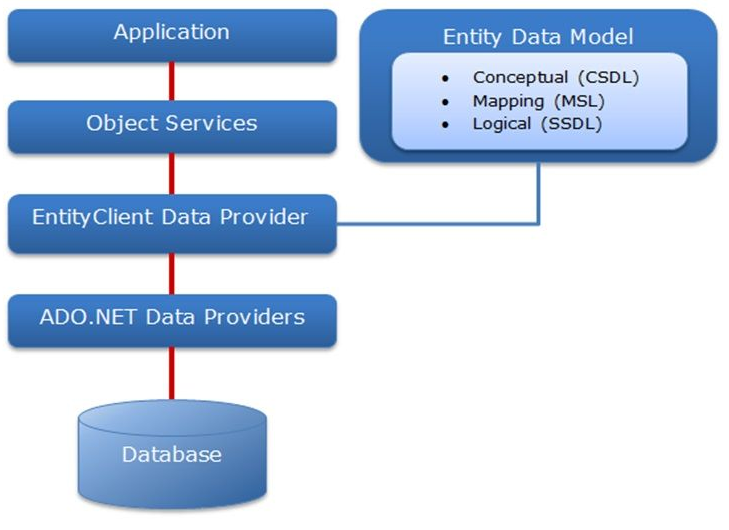 Application
Object Services
EntityClient Data Provider
ADO.NET Data Providers
Database
Entity Data Model
• Conceptual (CSDL)
• Mapping (MSL)
• Logical (SSDL)